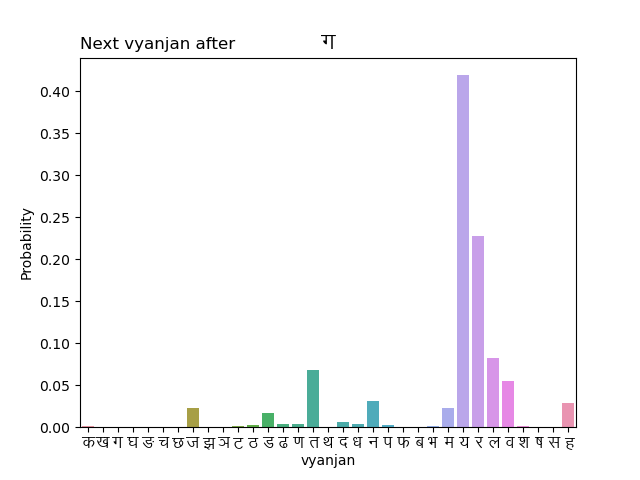 Next vyanjan after ग
0.40
0.35
0.30
0.25
0.20
0.15
0.10
0.05
0.00
Probability
क ख ग घ ङ च छ ज झ ञ ट ठ ड ढ ण त थ द ध न प फ ब भ म य र ल व श ष स ह
vyanjan